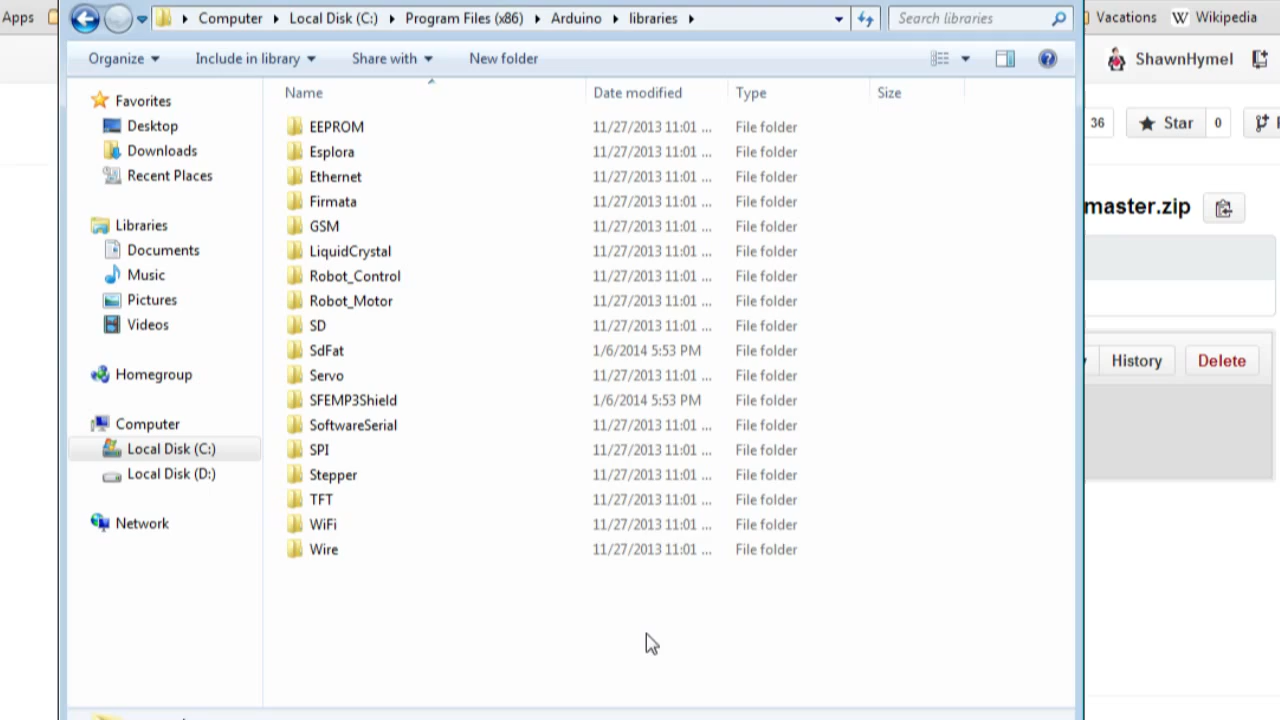 Apps
Computer Local Disk (C:) Program Files (x86) Arduino libraries
Search libraries
Vacations
W Wikipedia
Organize Include in library Share with New folder
ShawnHymel
Name Date modified Type Size
Favorites
Desktop
Downloads
Recent Places
Libraries
Documents
Music
Pictures
Videos
Homegroup
Computer
Local Disk (C:)
Local Disk (D:)
Network
EEPROM 11/27/2013 11:01 ... File folder
Esplora 11/27/2013 11:01 ... File folder
Ethernet 11/27/2013 11:01 ... File folder
Firmata 11/27/2013 11:01 ... File folder
GSM 11/27/2013 11:01 ... File folder
LiquidCrystal 11/27/2013 11:01 ... File folder
Robot_Control 11/27/2013 11:01 ... File folder
Robot_Motor 11/27/2013 11:01 ... File folder
SD 11/27/2013 11:01 ... File folder
SdFat 1/6/2014 5:53 PM File folder
Servo 11/27/2013 11:01 ... File folder
SFEMP3Shield 1/6/2014 5:53 PM File folder
SoftwareSerial 11/27/2013 11:01 ... File folder
SPI 11/27/2013 11:01 ... File folder
Stepper 11/27/2013 11:01 ... File folder
TFT 11/27/2013 11:01 ... File folder
WiFi 11/27/2013 11:01 ... File folder
Wire 11/27/2013 11:01 ... File folder
36 Star 0
master.zip
History Delete